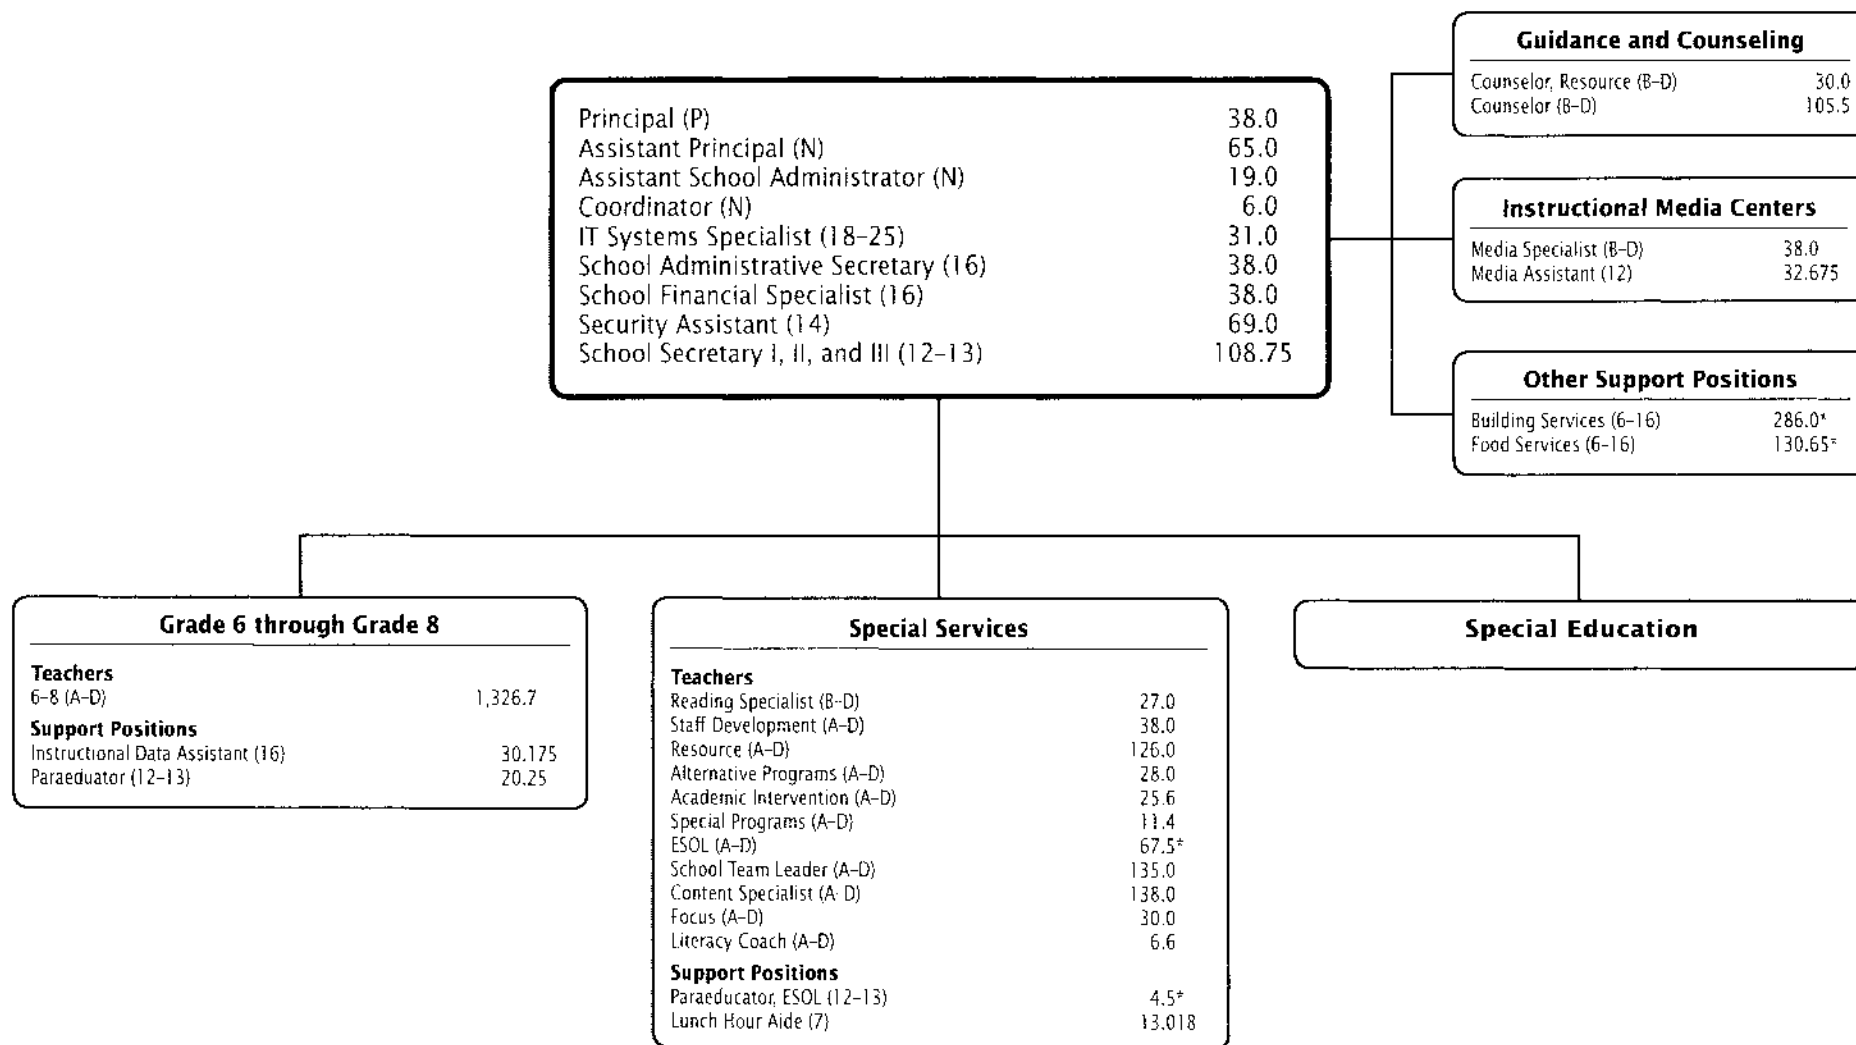 Guidance and Counseling
Counselor, Resource (B–D) 30.0
Counselor (B–D) 105.5
Principal (P) 38.0
Assistant Principal (N) 65.0
Assistant School Administrator (N) 19.0
Coordinator (N) 6.0
IT Systems Specialist (18–25) 31.0
School Administrative Secretary (16) 38.0
School Financial Specialist (16) 38.0
Security Assistant (14) 69.0
School Secretary I, II, and III (12–13) 108.75
Instructional Media Centers
Media Specialist (B–D) 38.0
Media Assistant (12) 32.675
Other Support Positions
Building Services (6–16) 286.0*
Food Services (6–16) 130.65*
Grade 6 through Grade 8
Teachers
6–8 (A–D) 1,326.7
Support Positions
Instructional Data Assistant (16) 30.175
Paraeduator (12–13) 20.25
Special Services
Teachers
Reading Specialist (B–D) 27.0
Staff Development (A–D) 38.0
Resource (A–D) 126.0
Alternative Programs (A–D) 28.0
Academic Intervention (A–D) 25.6
Special Programs (A–D) 11.4
ESOL (A–D) 67.5*
School Team Leader (A–D) 135.0
Content Specialist (A–D) 138.0
Focus (A–D) 30.0
Literacy Coach (A–D) 6.6
Support Positions
Paraeducator, ESOL (12–13) 4.5*
Lunch Hour Aide (7) 13.018
Special Education